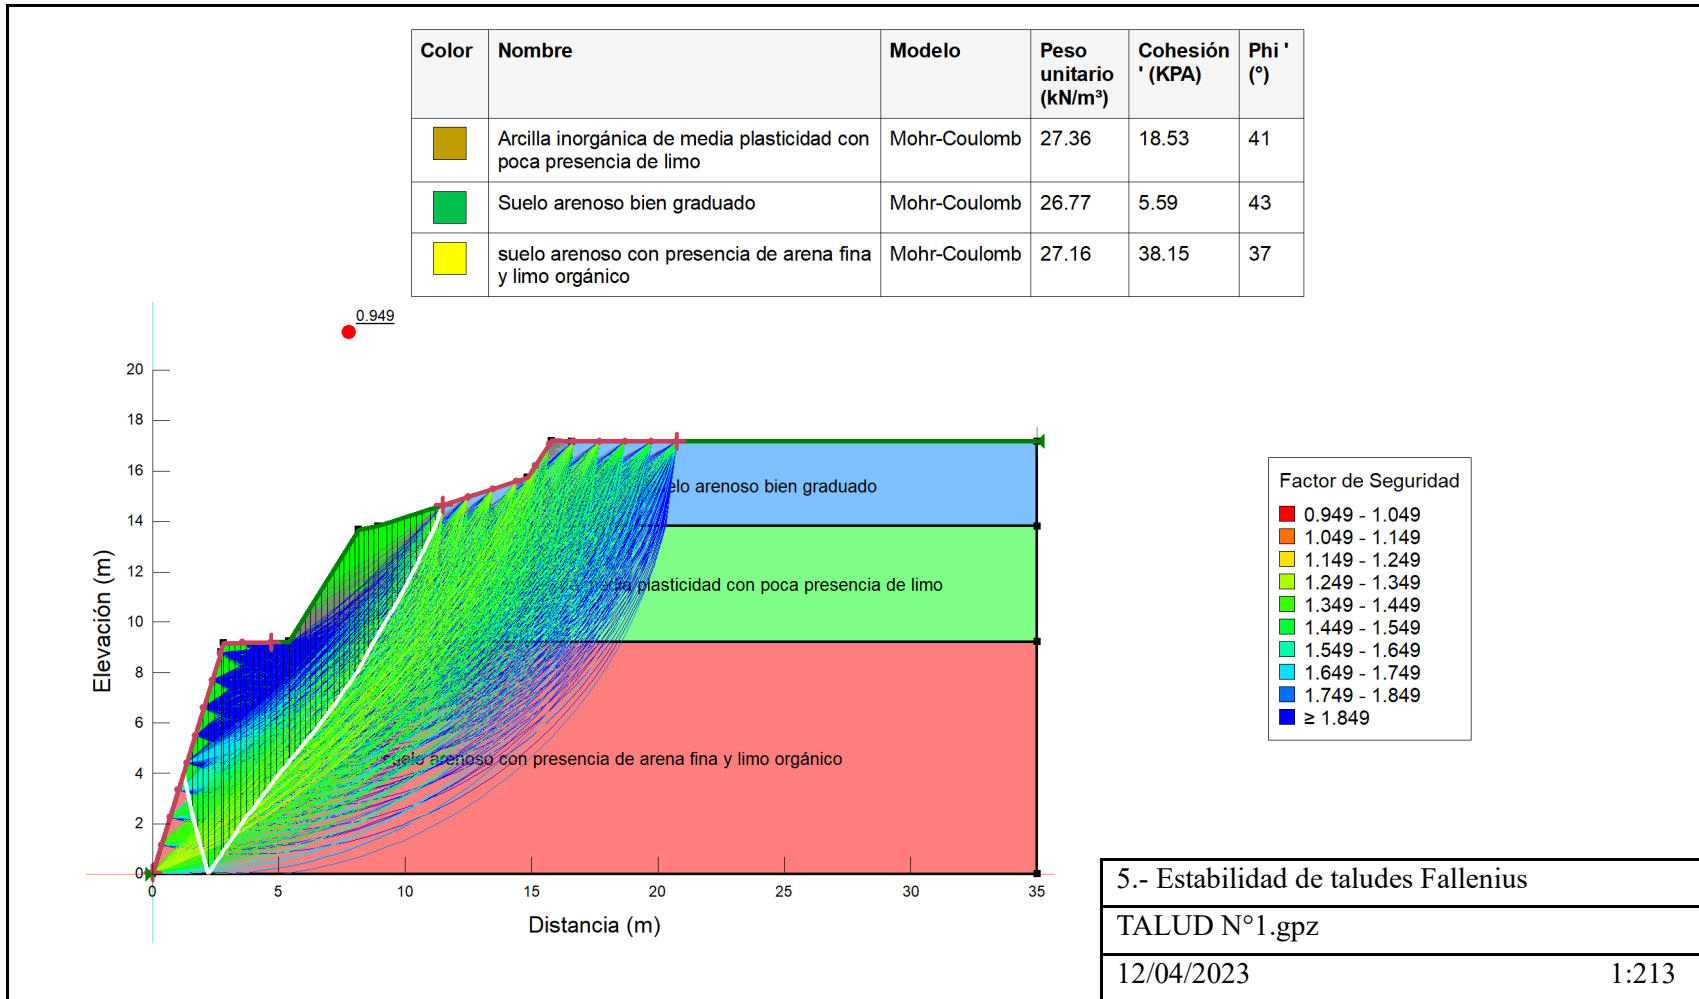 Color Nombre Modelo Peso unitario (kN/m³) Cohesión ' (KPA) Phi ' (°)
Arcilla inorgánica de media plasticidad con poca presencia de limo Mohr-Coulomb 27.36 18.53 41
Suelo arenoso bien graduado Mohr-Coulomb 26.77 5.59 43
suelo arenoso con presencia de arena fina y limo orgánico Mohr-Coulomb 27.16 38.15 37
0.949
20
18
16
14
12
10
8
6
4
2
0
Elevación (m)
arenoso bien graduado
plasticidad con poca presencia de limo
suelo arenoso con presencia de arena fina y limo orgánico
0 5 10 15 20 25 30 35
Distancia (m)
Factor de Seguridad
0.949 - 1.049
1.049 - 1.149
1.149 - 1.249
1.249 - 1.349
1.349 - 1.449
1.449 - 1.549
1.549 - 1.649
1.649 - 1.749
1.749 - 1.849
≥ 1.849
5.- Estabilidad de taludes Fallenius
TALUD N°1.gpz
12/04/2023 1:213